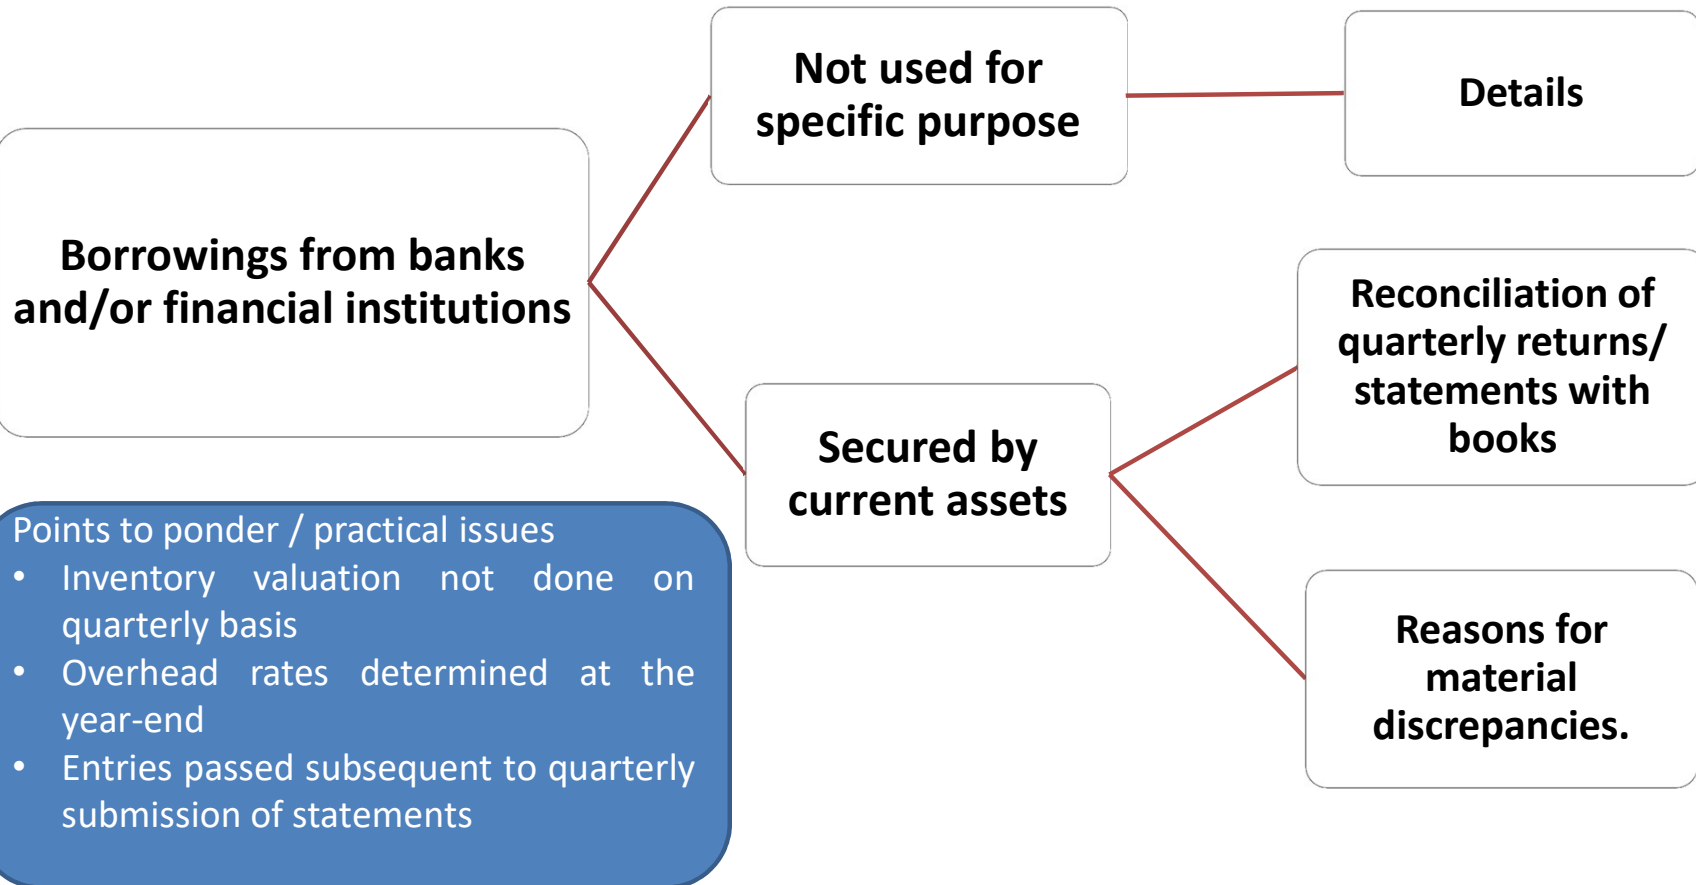 Not used for
specific purpose
Details
Borrowings from banks
and/or financial institutions
Reconciliation of
quarterly returns/
statements with
books
Secured by
current assets
Reasons for
material
discrepancies.
Points to ponder / practical issues
• Inventory valuation not done on
quarterly basis
• Overhead rates determined at the
year-end
• Entries passed subsequent to quarterly
submission of statements